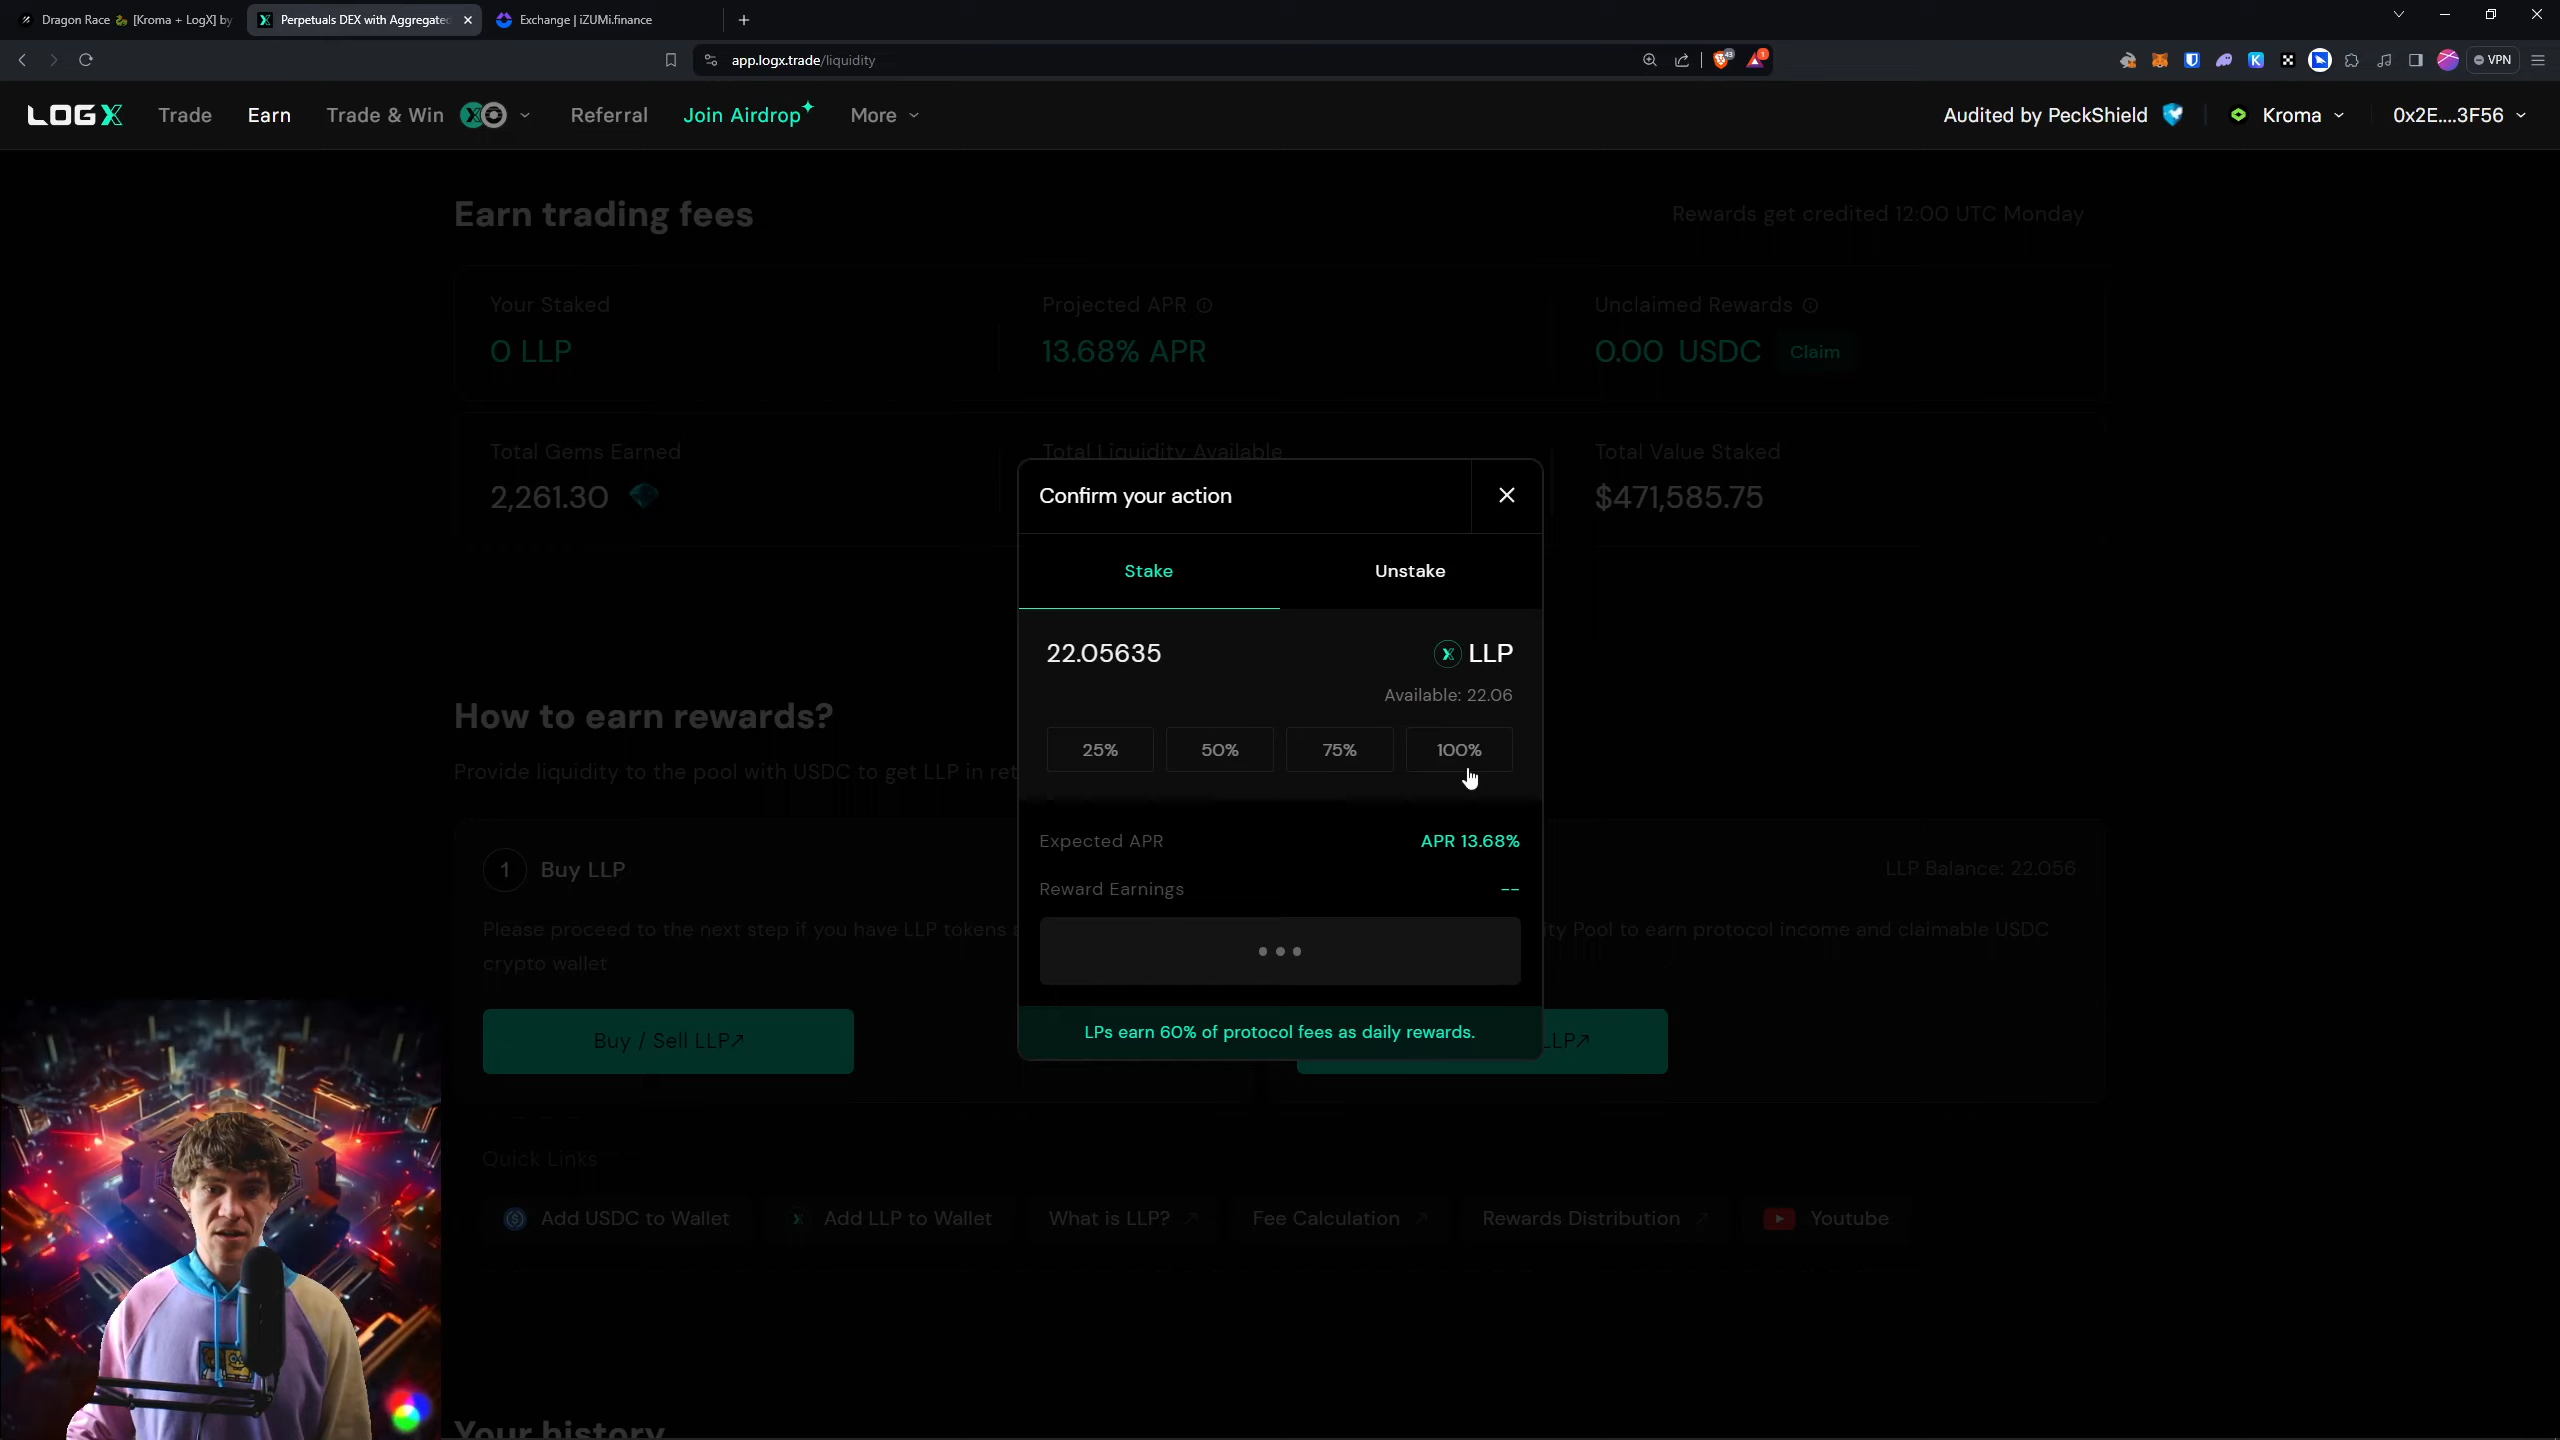 Dragon Race 🐉 [Kroma + LogX] by
Perpetuals DEX with Aggregated
Exchange | iZUMi.finance
app.logx.trade/liquidity
43
1
VPN
LOGX
Trade
Earn
Trade & Win
Referral
Join Airdrop
More
Audited by PeckShield
Kroma
0x2E....3F56
Earn trading fees
Rewards get credited 12:00 UTC Monday
Your Staked
Projected APR
Unclaimed Rewards
0 LLP
13.68% APR
0.00 USDC
Claim
Total Gems Earned
Total Liquidity Available
Total Value Staked
2,261.30
$471,585.75
Confirm your action
Stake
Unstake
22.05635
LLP
Available: 22.06
25%
50%
75%
100%
Expected APR
APR 13.68%
Reward Earnings
--
LPs earn 60% of protocol fees as daily rewards.
How to earn rewards?
Provide liquidity to the pool with USDC to get LLP in
1
Buy LLP
LLP Balance: 22.056
Please proceed to the next step if you have LLP tokens
Pool to earn protocol income and claimable USDC
crypto wallet
Buy / Sell LLP↗
LLP↗
Quick Links
Add USDC to Wallet
Add LLP to Wallet
What is LLP?
Fee Calculation
Rewards Distribution
Youtube
Your history